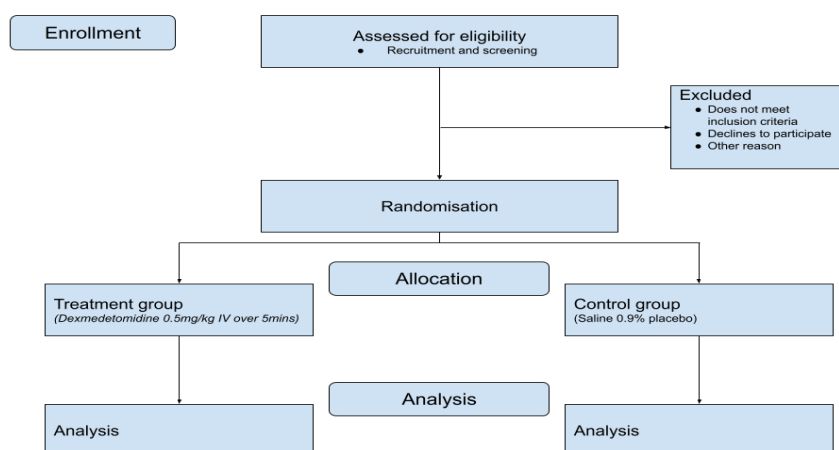 Enrollment
Assessed for eligibility
● Recruitment and screening
Excluded
● Does not meet
inclusion criteria
● Declines to participate
● Other reason
Randomisation
Allocation
Treatment group
(Dexmedetomidine 0.5mg/kg IV over 5mins)
Control group
(Saline 0.9% placebo)
Analysis
Analysis
Analysis